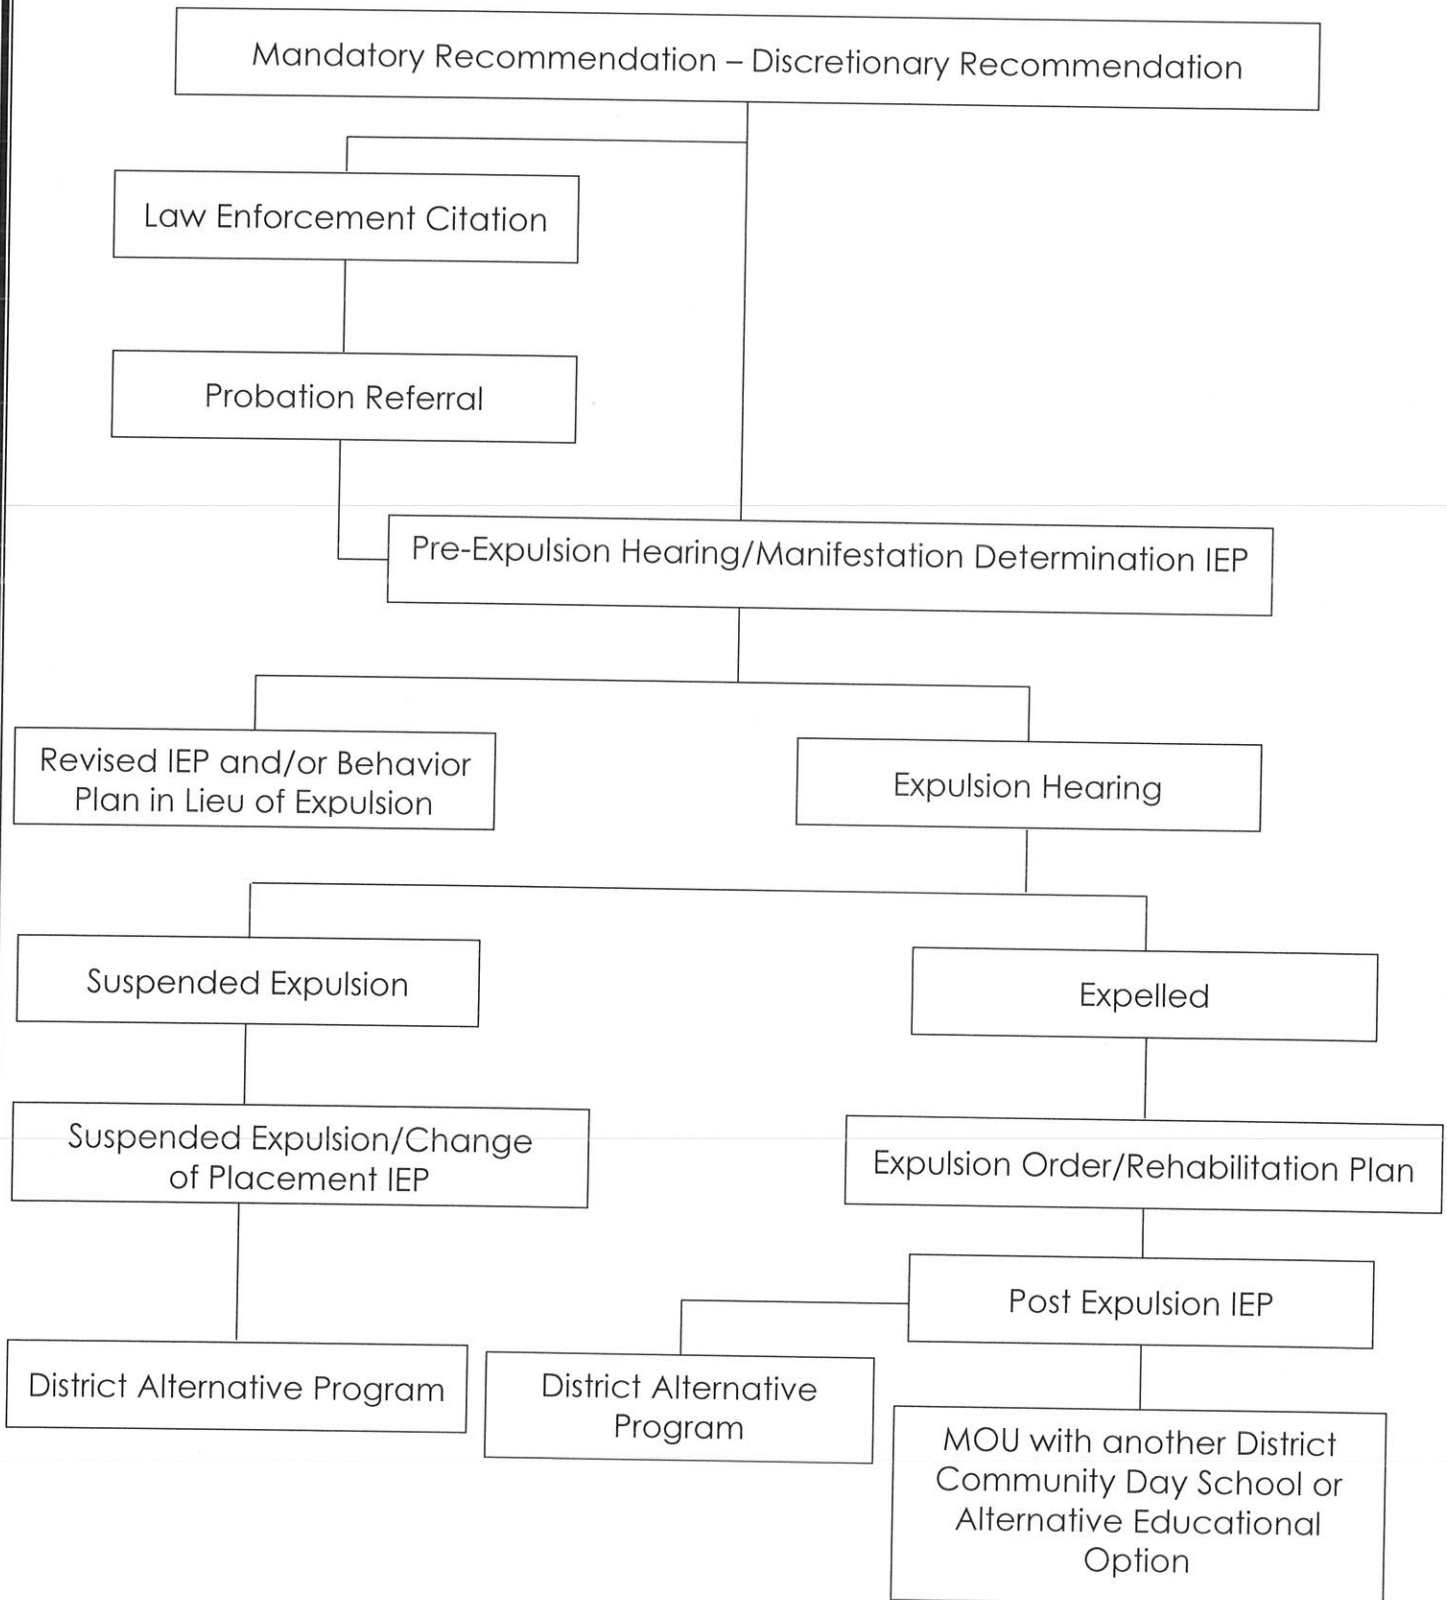 Mandatory Recommendation – Discretionary Recommendation
Law Enforcement Citation
Probation Referral
Pre-Expulsion Hearing/Manifestation Determination IEP
Revised IEP and/or Behavior
Plan in Lieu of Expulsion
Expulsion Hearing
Suspended Expulsion
Expelled
Suspended Expulsion/Change
of Placement IEP
Expulsion Order/Rehabilitation Plan
Post Expulsion IEP
District Alternative Program
District Alternative
Program
MOU with another District
Community Day School or
Alternative Educational
Option